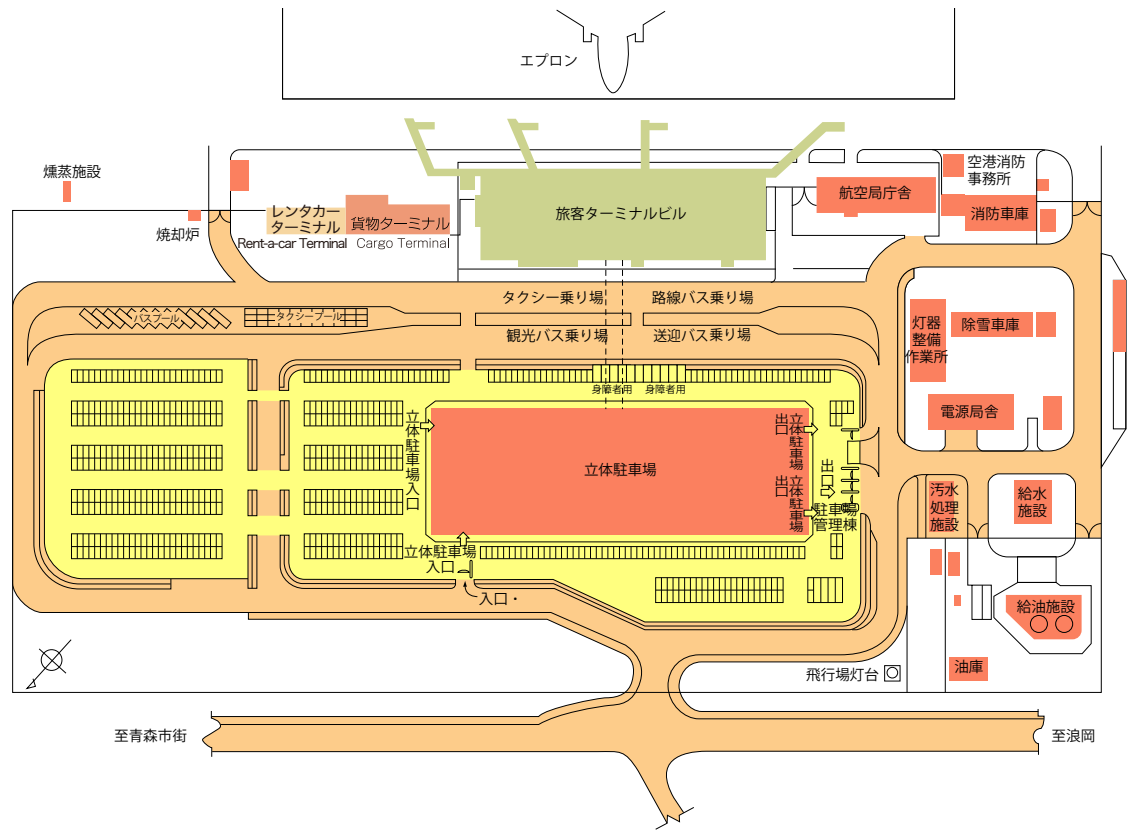 エプロン
燻蒸施設
焼却炉
レンタカー
ターミナル
Rent-a-car Terminal
貨物ターミナル
Cargo Terminal
旅客ターミナルビル
航空局庁舎
空港消防
事務所
消防車庫
タクシー乗り場
路線バス乗り場
バスプール
タクシープール
観光バス乗り場
送迎バス乗り場
灯器
整備
作業所
除雪車庫
電源局舎
身障者用
身障者用
立体駐車場入口
立体駐車場
立体駐車場
出口
立体駐車場
出口
出口
駐車場
管理棟
汚水
処理
施設
給水
施設
立体駐車場
入口
入口・
給油施設
油庫
飛行場灯台
至青森市街
至浪岡